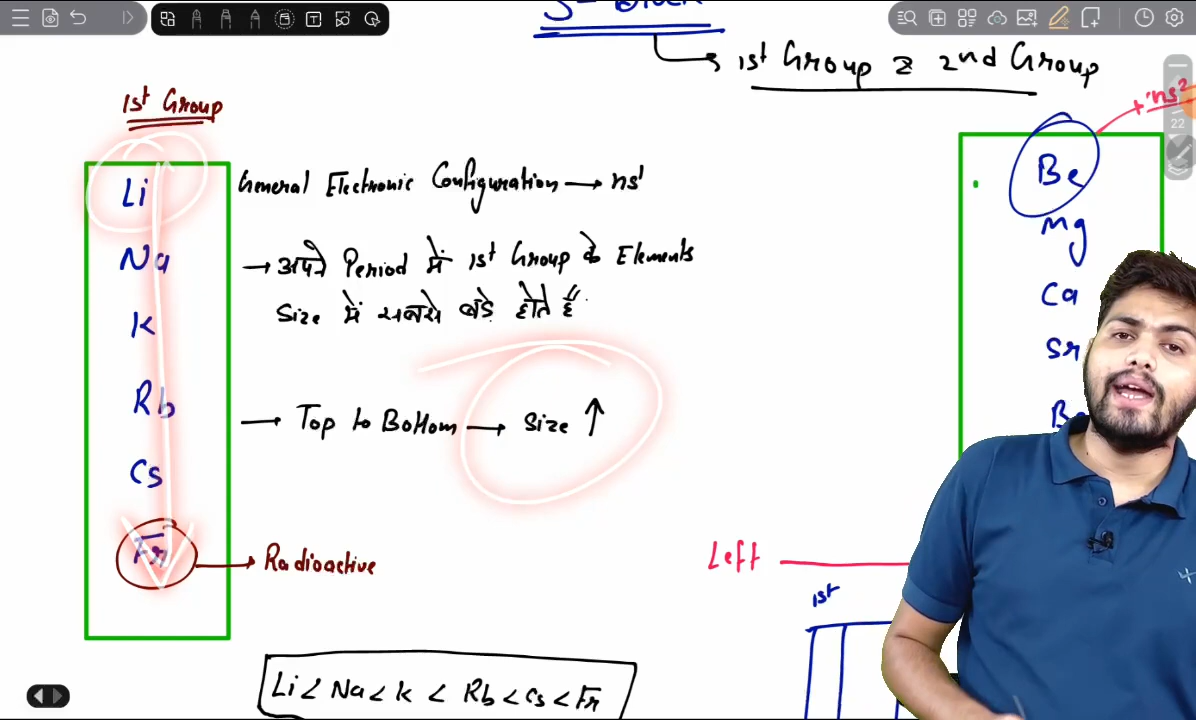 S-Block
1st Group & 2nd Group
1st Group
Li
Na
K
Rb
Cs
Fr
General Electronic Configuration → ns¹
→ अपने Period में 1st Group के Elements
Size में सबसे बड़े होते हैं
→ Top to Bottom → Size ↑
→ Radioactive
Li < Na < K < Rb < Cs < Fr
ns²
22
Be
Mg
Ca
Sr
Left
1st